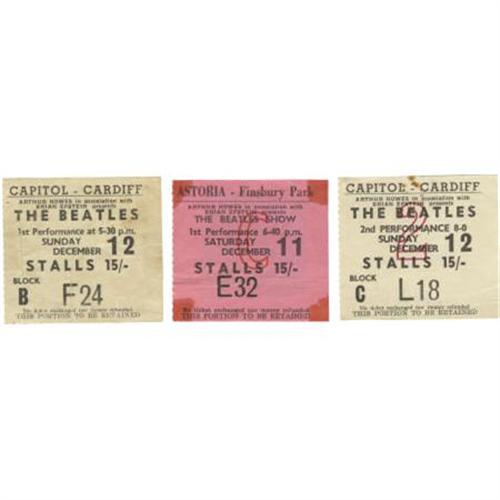 CAPITOL - CARDIFF
ARTHUR HOWES in association with
BRIAN EPSTEIN presents
THE BEATLES
1st Performance at 5-30 p.m.
SUNDAY
DECEMBER 12
STALLS 15/-
BLOCK
B F24
No ticket exchanged nor money refunded
THIS PORTION TO BE RETAINED
ASTORIA - Finsbury Park
ARTHUR HOWES in association with
BRIAN EPSTEIN presents
THE BEATLES SHOW
1st Performance 6-40 p.m.
SATURDAY
DECEMBER 11
STALLS 15/-
E32
No ticket exchanged nor money refunded
THIS PORTION TO BE RETAINED
CAPITOL - CARDIFF
ARTHUR HOWES in association with
BRIAN EPSTEIN presents
THE BEATLES
2nd PERFORMANCE 8-0
SUNDAY
DECEMBER 12
2
STALLS 15/-
BLOCK
C L18
No ticket exchanged nor money refunded
THIS PORTION TO BE RETAINED